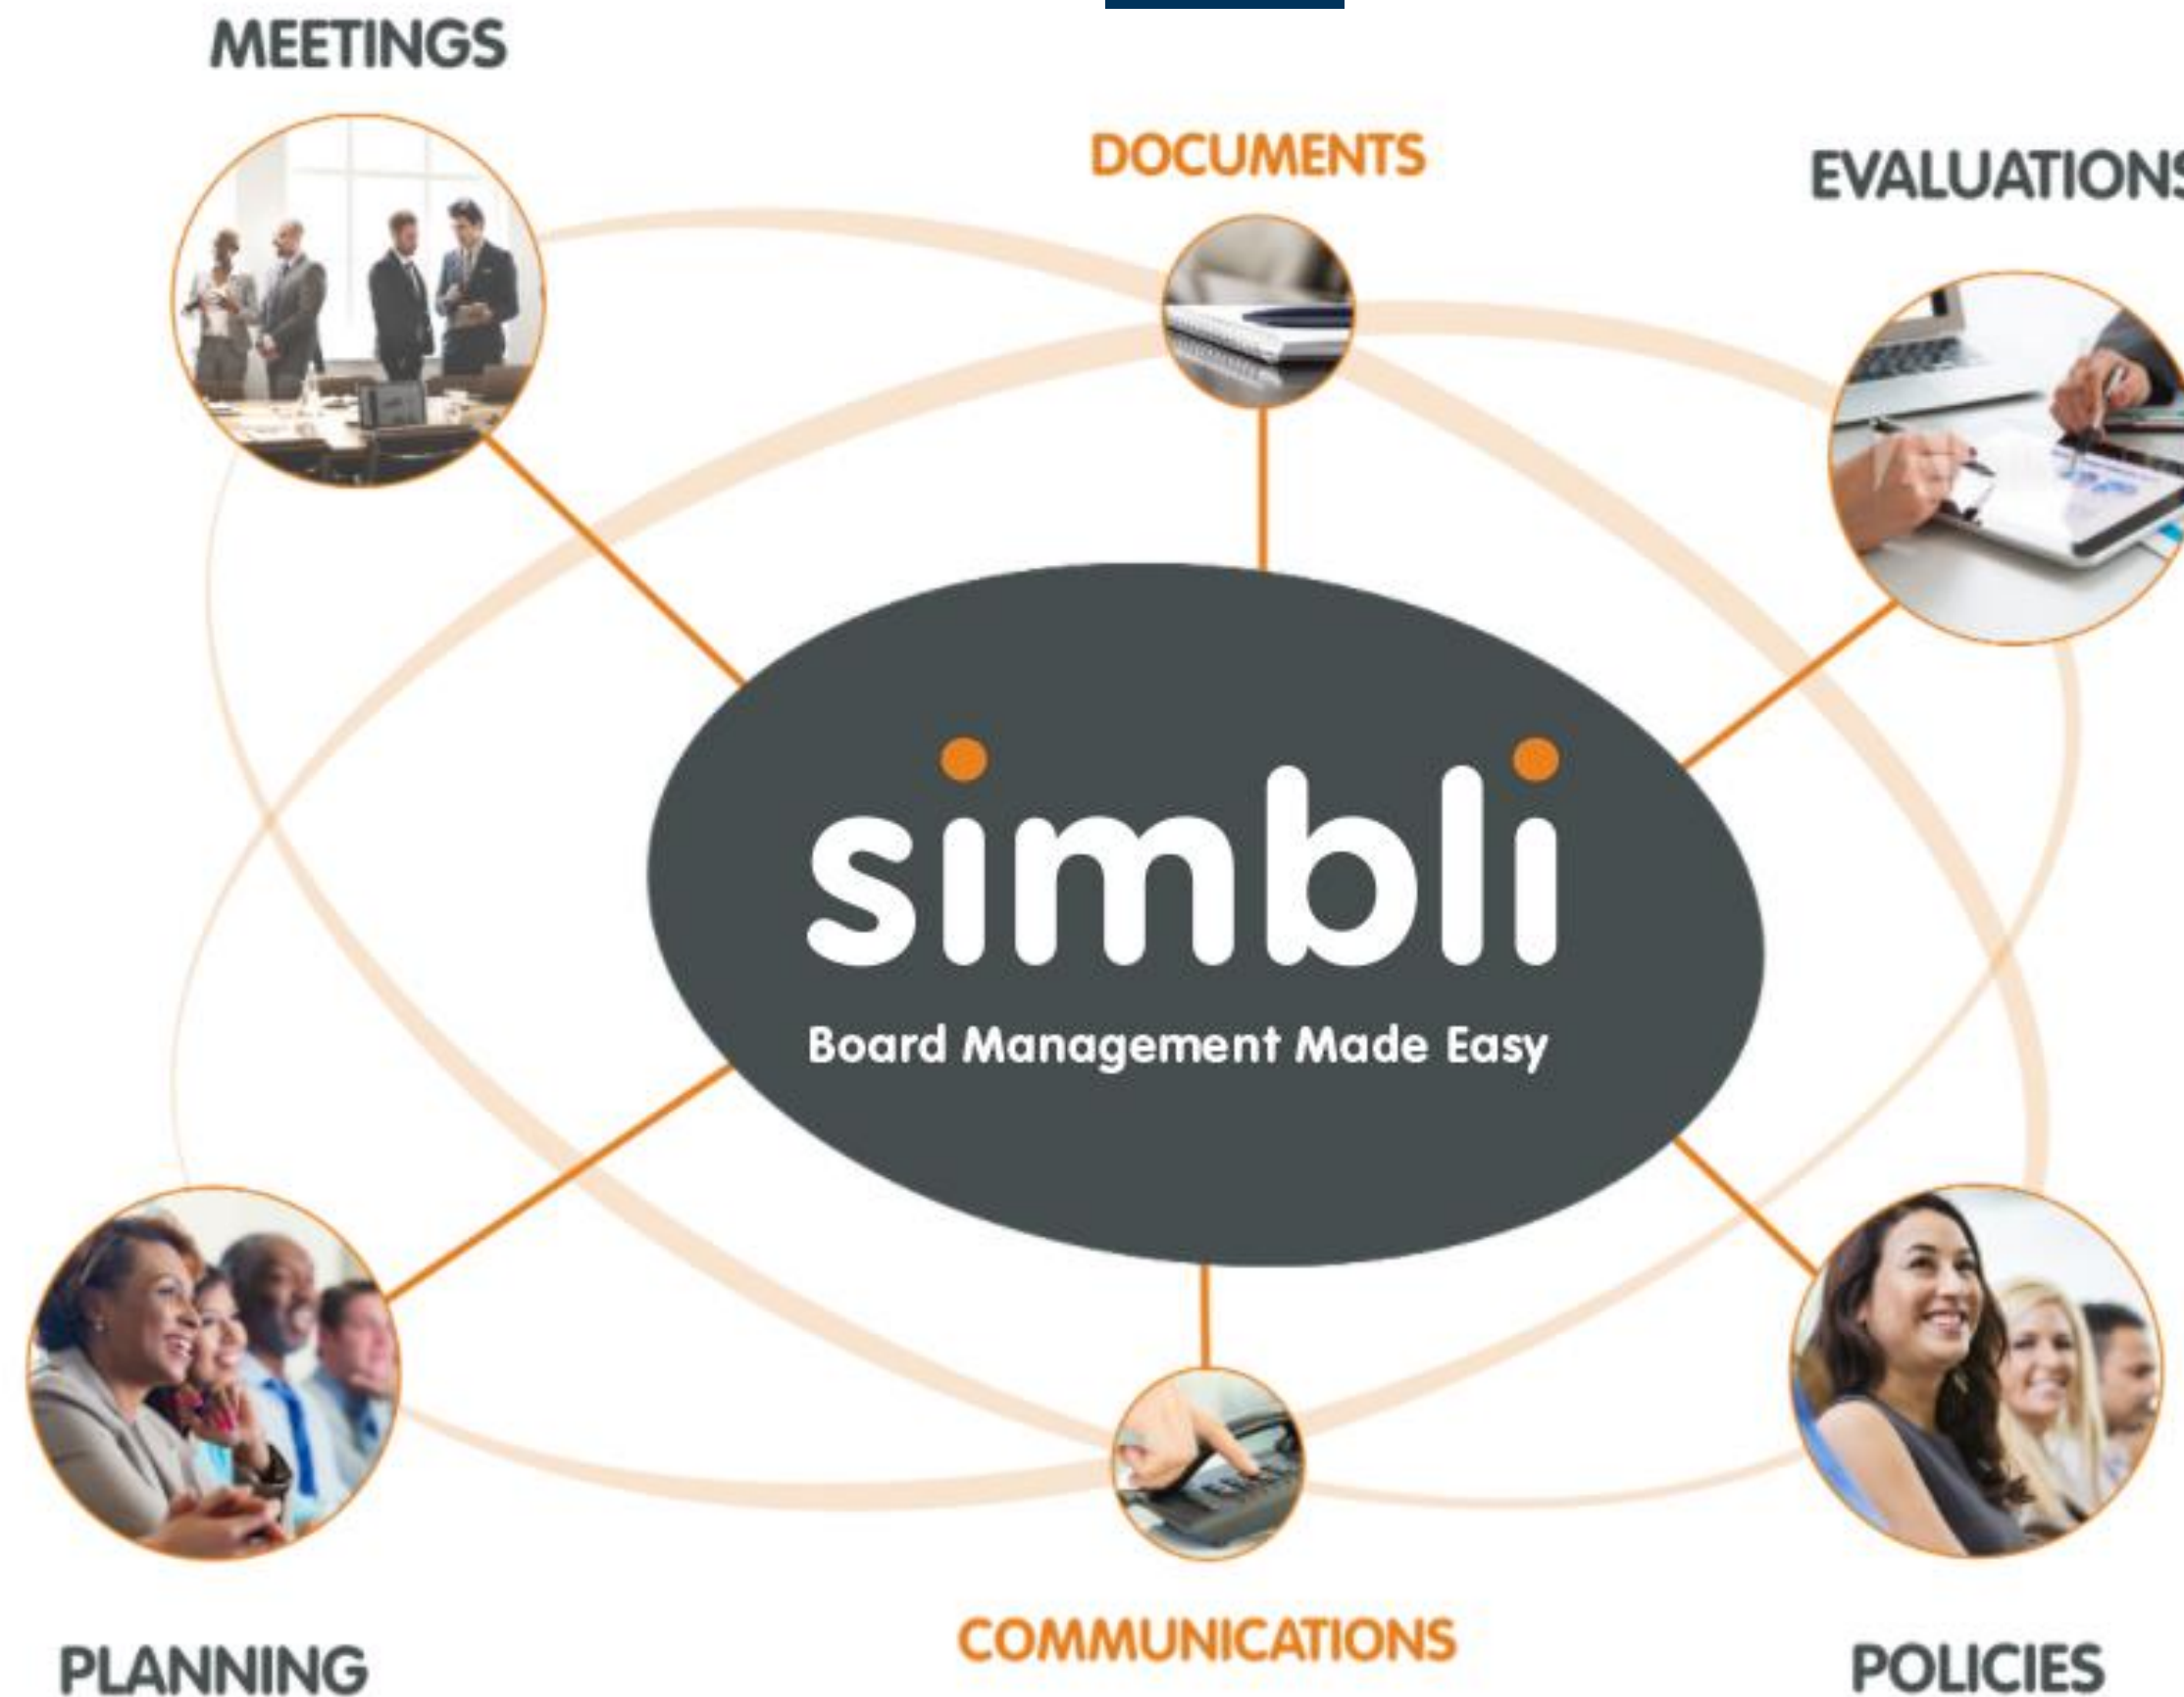 MEETINGS
DOCUMENTS
EVALUATIONS
simbli
Board Management Made Easy
PLANNING
COMMUNICATIONS
POLICIES